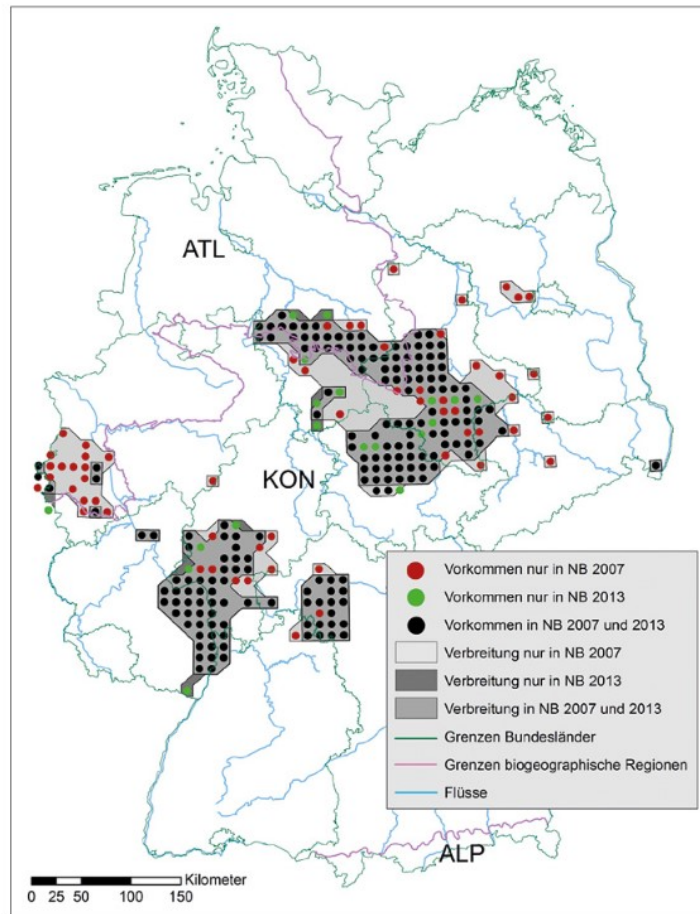 ATL
KON
Vorkommen nur in NB 2007
Vorkommen nur in NB 2013
Vorkommen in NB 2007 und 2013
Verbreitung nur in NB 2007
Verbreitung nur in NB 2013
Verbreitung in NB 2007 und 2013
Grenzen Bundesländer
Grenzen biogeographische Regionen
Flüsse
ALP
Kilometer
0 25 50 100 150